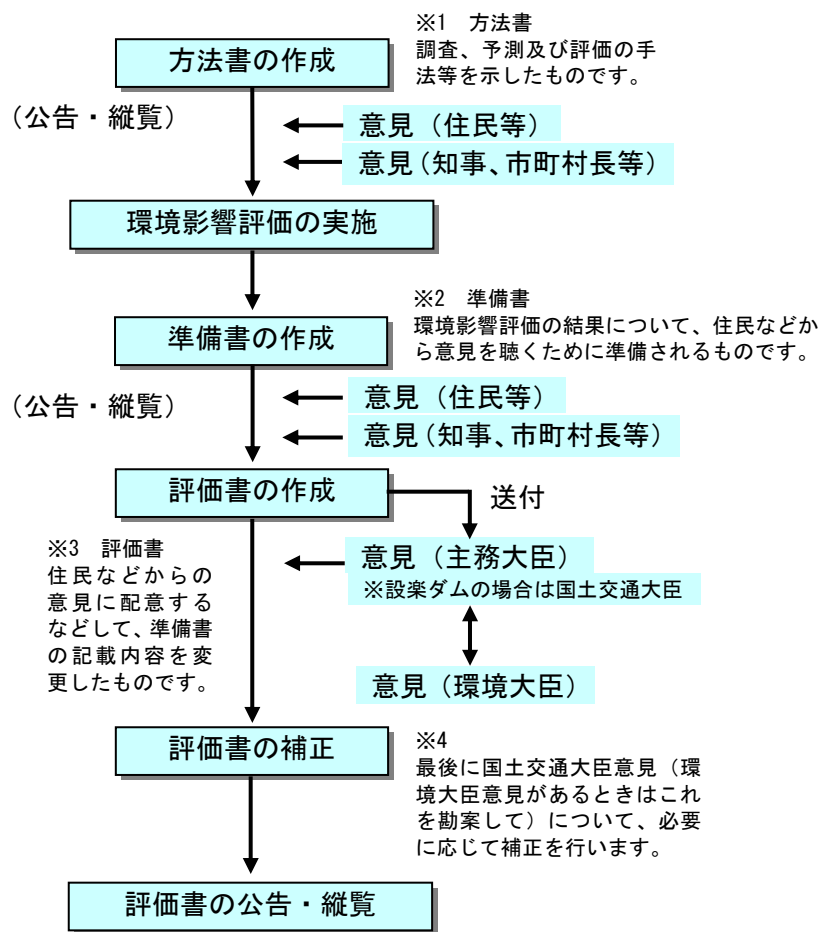 ※1　方法書
調査、予測及び評価の手
法等を示したものです。
方法書の作成
（公告・縦覧）
意見（住民等）
意見（知事、市町村長等）
環境影響評価の実施
※2　準備書
環境影響評価の結果について、住民などか
ら意見を聴くために準備されるものです。
準備書の作成
（公告・縦覧）
意見（住民等）
意見（知事、市町村長等）
評価書の作成
送付
※3　評価書
住民などからの
意見に配意する
などして、準備書
の記載内容を変
更したものです。
意見（主務大臣）
※設楽ダムの場合は国土交通大臣
意見（環境大臣）
評価書の補正
※4
最後に国土交通大臣意見（環
境大臣意見があるときはこれ
を勘案して）について、必要
に応じて補正を行います。
評価書の公告・縦覧